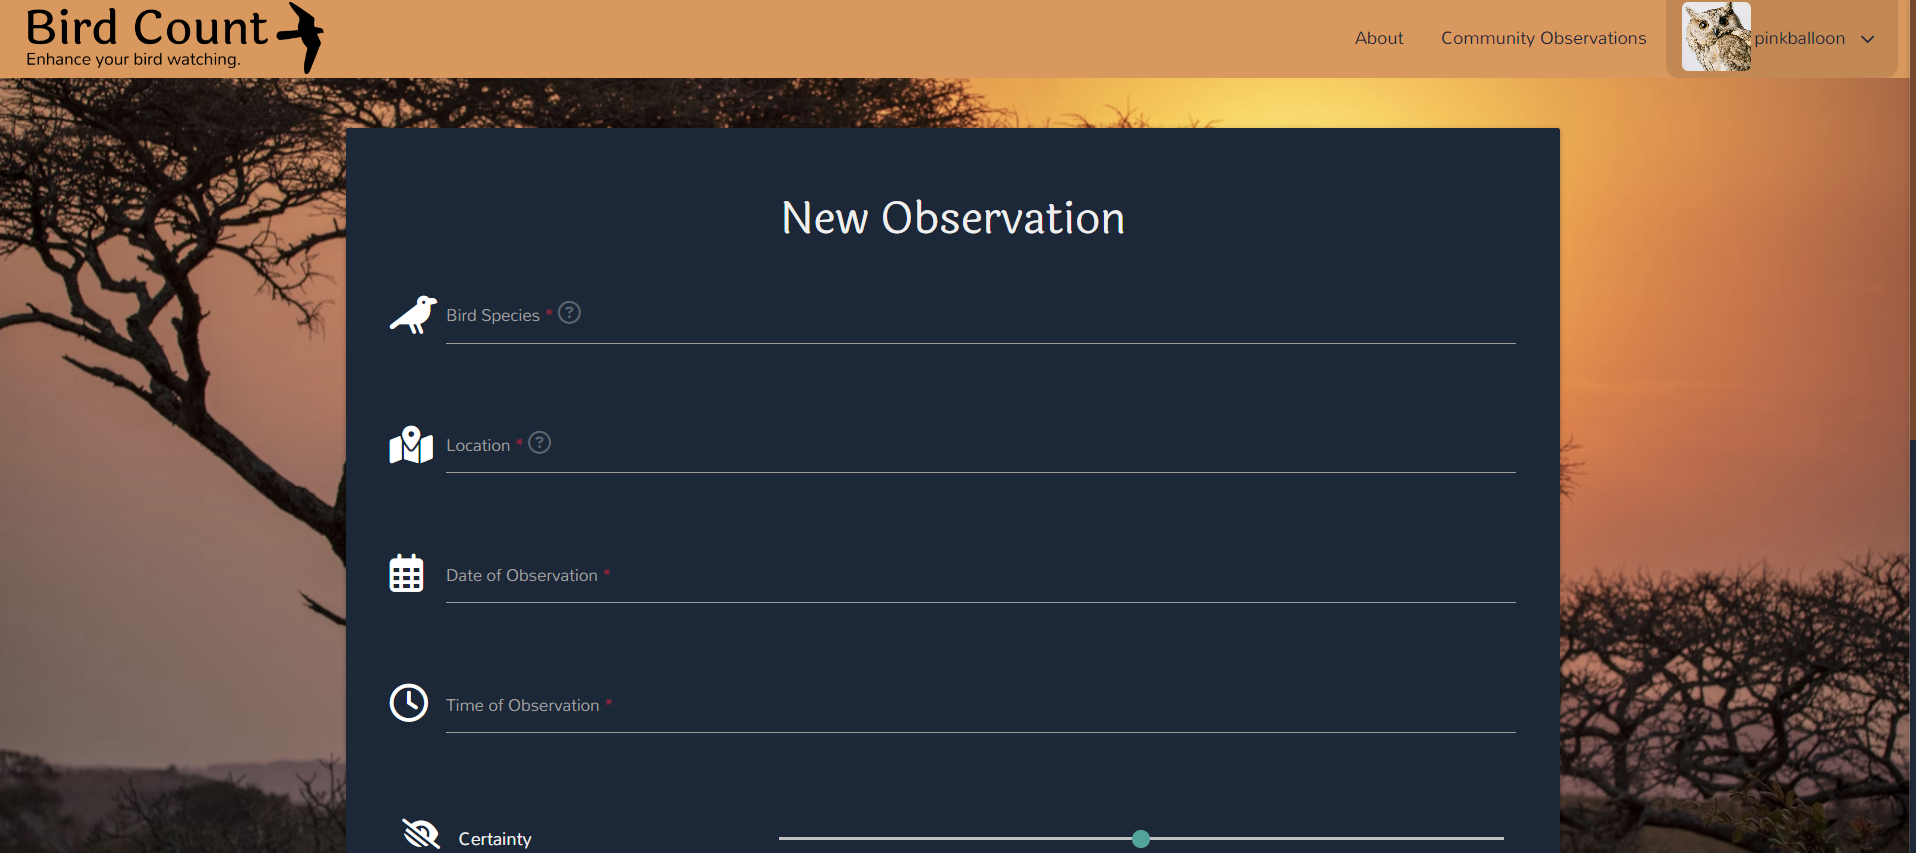 Bird Count
Enhance your bird watching.
About
Community Observations
pinkballoon
New Observation
Bird Species * ?
Location * ?
Date of Observation *
Time of Observation *
Certainty